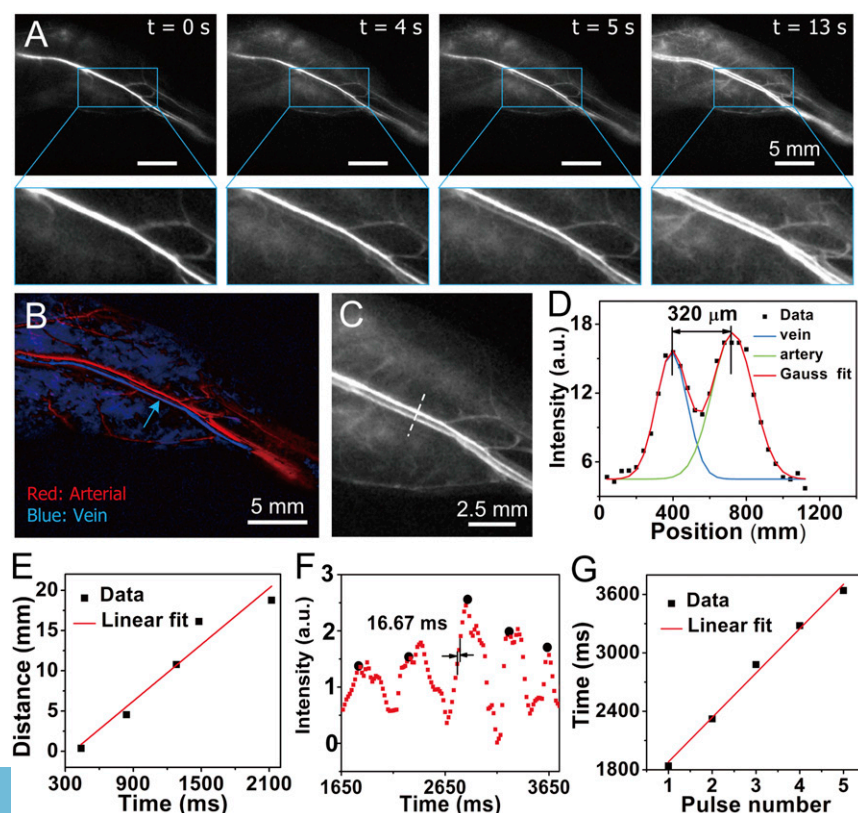 A
t = 0 s
t = 4 s
t = 5 s
t = 13 s
5 mm
B
Red: Arterial
Blue: Vein
5 mm
C
2.5 mm
D
320 μm
Data
vein
artery
Gauss fit
18
15
12
9
6
Intensity (a.u.)
0 400 800 1200
Position (mm)
E
Data
Linear fit
20
15
10
5
0
Distance (mm)
300 900 1500 2100
Time (ms)
F
16.67 ms
3
2
1
0
Intensity (a.u.)
1650 2650 3650
Time (ms)
G
Data
Linear fit
3600
3000
2400
1800
Time (ms)
1 2 3 4 5
Pulse number